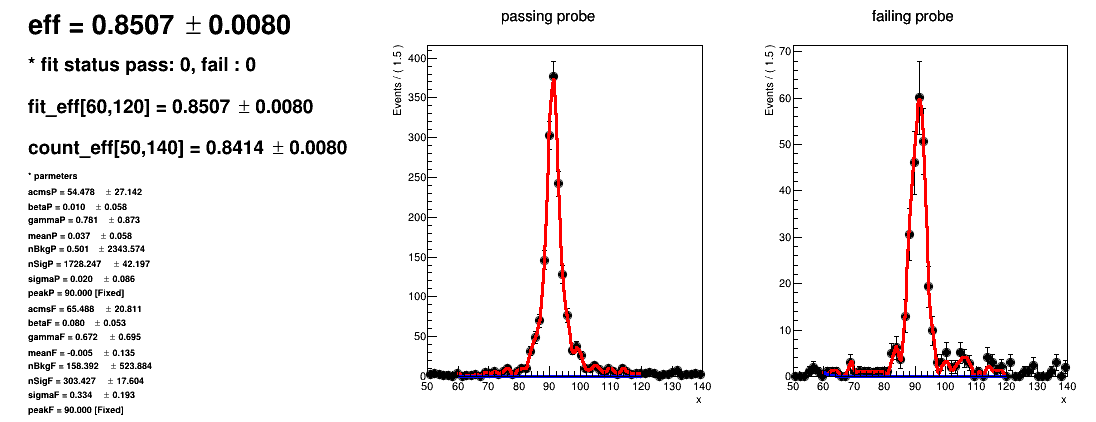 eff = 0.8507 ± 0.0080
* fit status pass: 0, fail : 0
fit_eff[60,120] = 0.8507 ± 0.0080
count_eff[50,140] = 0.8414 ± 0.0080
* parmeters
acmsP = 54.478 ± 27.142
betaP = 0.010 ± 0.058
gammaP = 0.781 ± 0.873
meanP = 0.037 ± 0.058
nBkgP = 0.501 ± 2343.574
nSigP = 1728.247 ± 42.197
sigmaP = 0.020 ± 0.086
peakP = 90.000 [Fixed]
acmsF = 65.488 ± 20.811
betaF = 0.080 ± 0.053
gammaF = 0.672 ± 0.695
meanF = -0.005 ± 0.135
nBkgF = 158.392 ± 523.884
nSigF = 303.427 ± 17.604
sigmaF = 0.334 ± 0.193
peakF = 90.000 [Fixed]
passing probe
Events / ( 1.5 )
400
350
300
250
200
150
100
50
0
50 60 70 80 90 100 110 120 130 140
x
failing probe
Events / ( 1.5 )
70
60
50
40
30
20
10
0
50 60 70 80 90 100 110 120 130 140
x